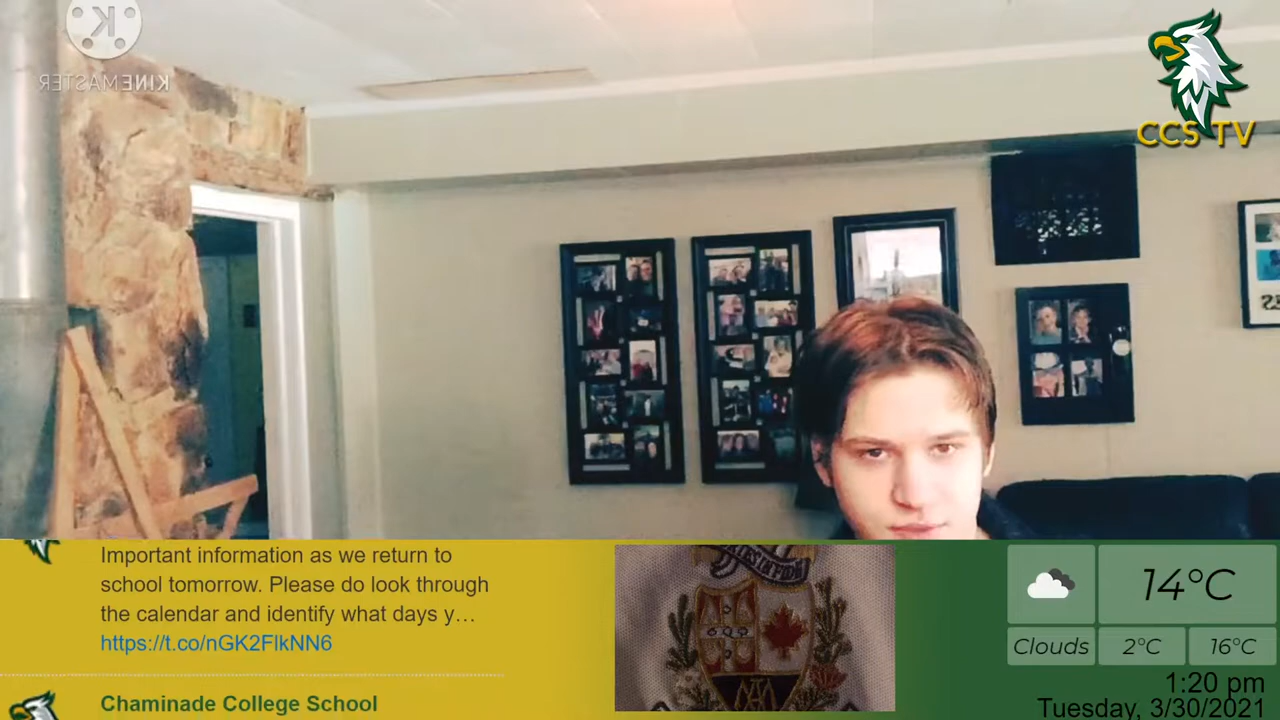 KINEMASTER
CCS TV
Important information as we return to
school tomorrow. Please do look through
the calendar and identify what days y…
https://t.co/nGK2FlkNN6
Chaminade College School
14°C
Clouds
2°C
16°C
1:20 pm
Tuesday, 3/30/2021